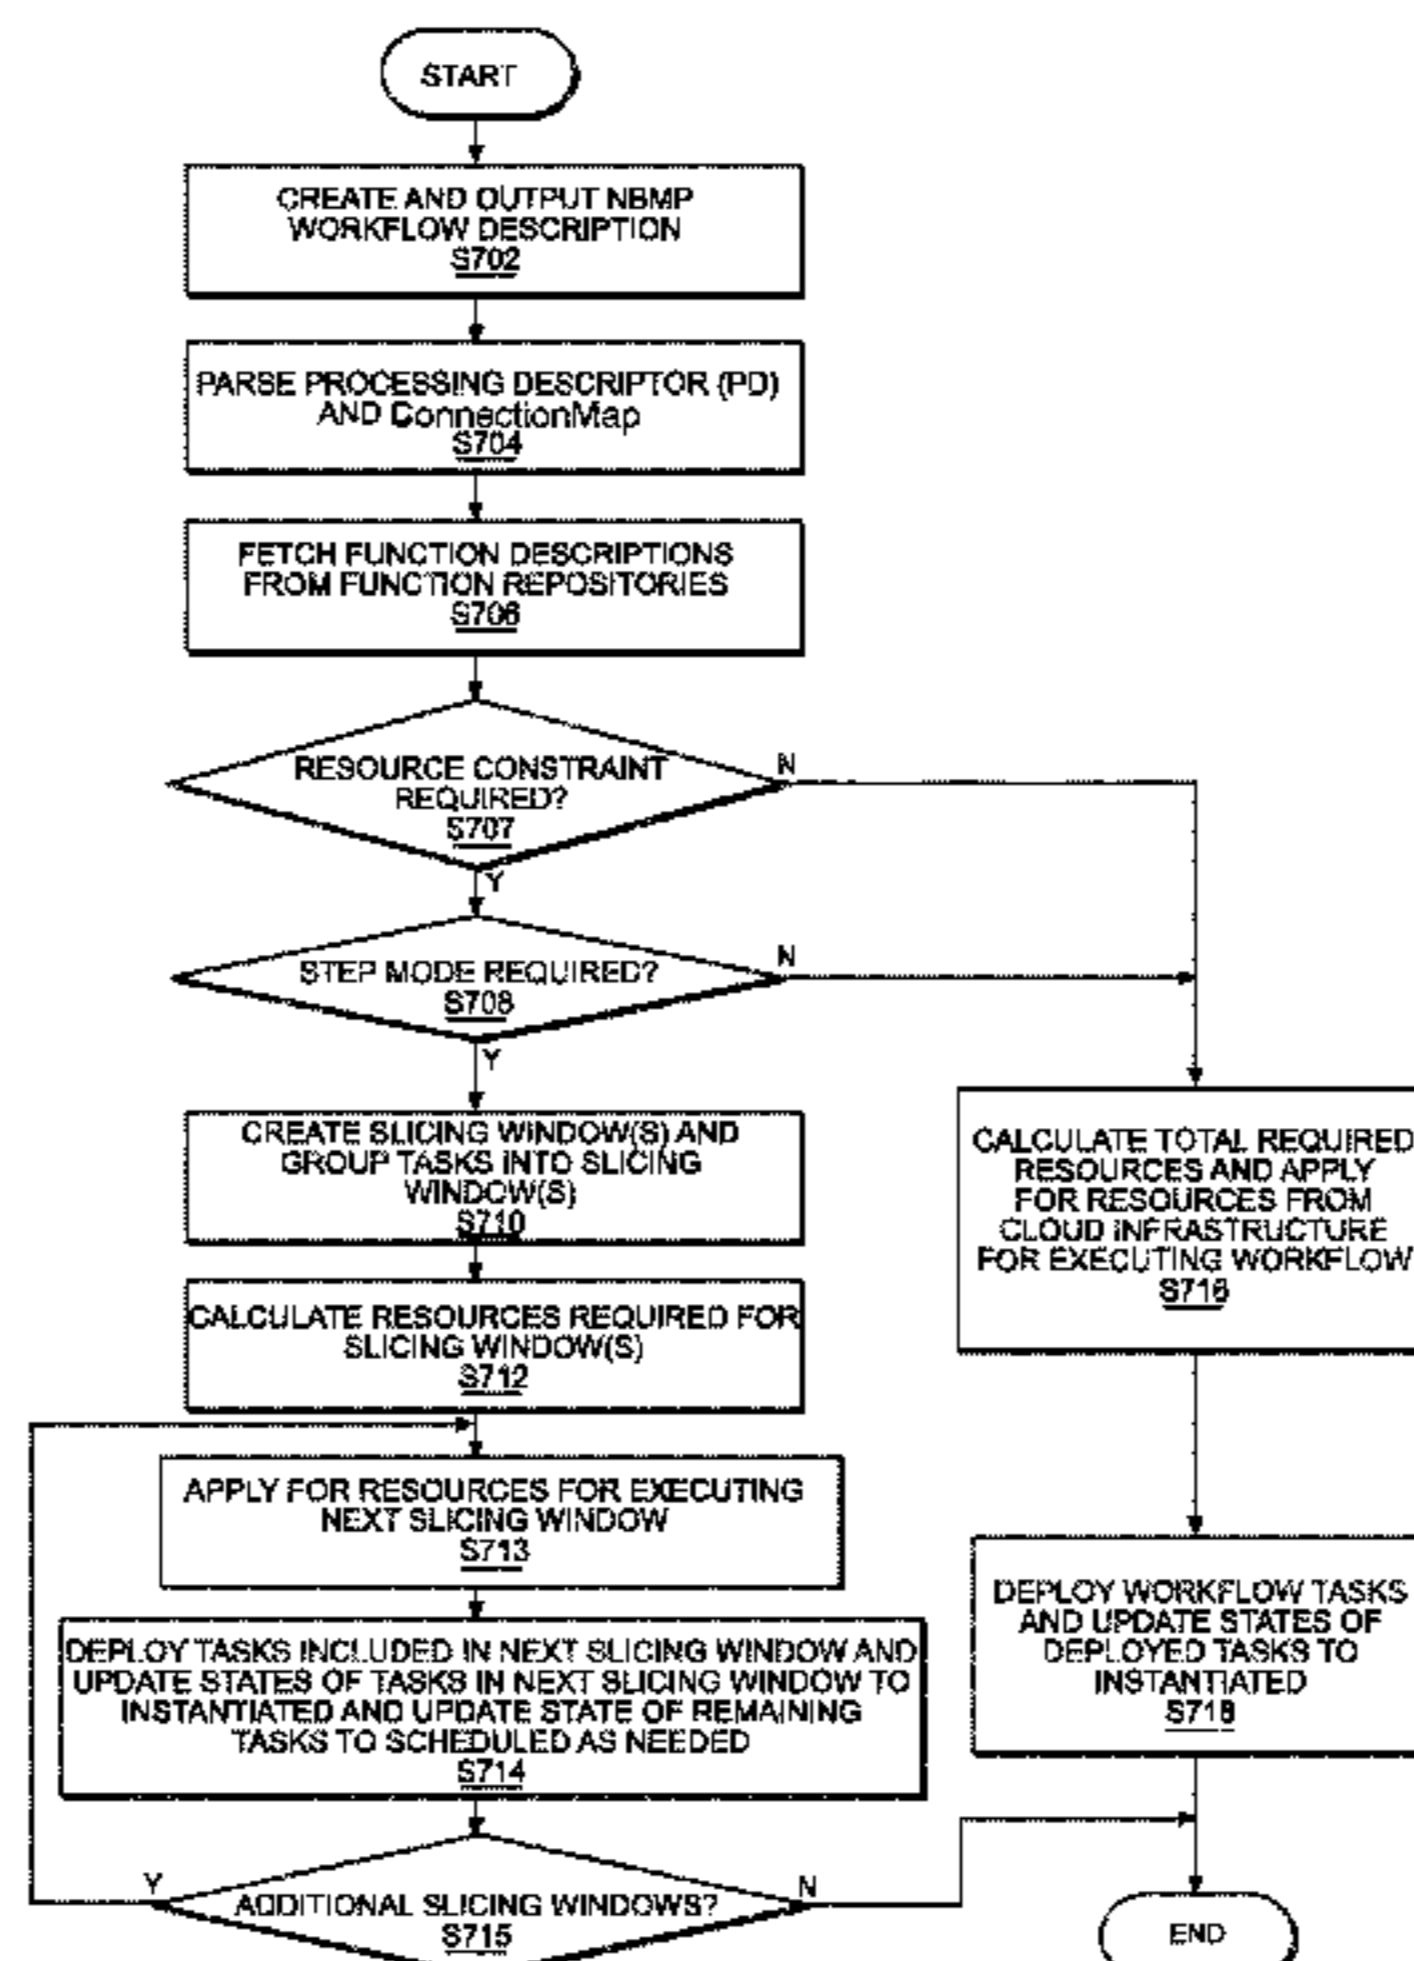 START
CREATE AND OUTPUT NBMP
WORKFLOW DESCRIPTION
S702
PARSE PROCESSING DESCRIPTOR (PD)
AND ConnectionMap
S704
FETCH FUNCTION DESCRIPTIONS
FROM FUNCTION REPOSITORIES
S706
RESOURCE CONSTRAINT
REQUIRED?
S707
N
Y
STEP MODE REQUIRED?
S708
N
Y
CREATE SLICING WINDOW(S) AND
GROUP TASKS INTO SLICING
WINDOW(S)
S710
CALCULATE RESOURCES REQUIRED FOR
SLICING WINDOW(S)
S712
APPLY FOR RESOURCES FOR EXECUTING
NEXT SLICING WINDOW
S713
DEPLOY TASKS INCLUDED IN NEXT SLICING WINDOW AND
UPDATE STATES OF TASKS IN NEXT SLICING WINDOW TO
INSTANTIATED AND UPDATE STATE OF REMAINING
TASKS TO SCHEDULED AS NEEDED
S714
Y
ADDITIONAL SLICING WINDOWS?
S715
N
CALCULATE TOTAL REQUIRED
RESOURCES AND APPLY
FOR RESOURCES FROM
CLOUD INFRASTRUCTURE
FOR EXECUTING WORKFLOW
S716
DEPLOY WORKFLOW TASKS
AND UPDATE STATES OF
DEPLOYED TASKS TO
INSTANTIATED
S718
END